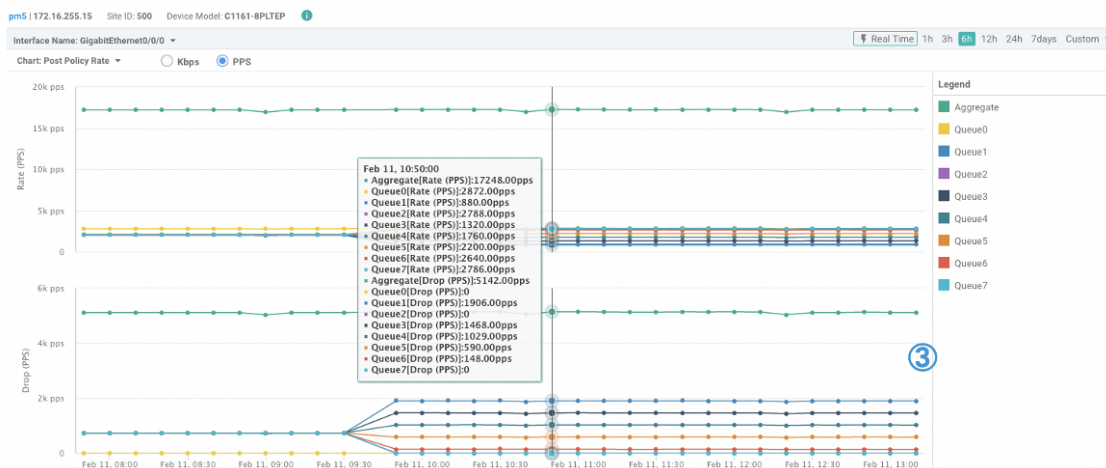 pm5 | 172.16.255.15 Site ID: 500 Device Model: C1161-8PLTEP i
Interface Name: GigabitEthernet0/0/0 Real Time 1h 3h 6h 12h 24h 7days Custom
Chart: Post Policy Rate Kbps PPS
Rate (PPS)
20k pps
15k pps
10k pps
5k pps
0
Drop (PPS)
6k pps
4k pps
2k pps
0
Feb 11, 08:00 Feb 11, 08:30 Feb 11, 09:00 Feb 11, 09:30 Feb 11, 10:00 Feb 11, 10:30 Feb 11, 11:00 Feb 11, 11:30 Feb 11, 12:00 Feb 11, 12:30 Feb 11, 13:00
Feb 11, 10:50:00
Aggregate[Rate (PPS)]:17248.00pps
Queue0[Rate (PPS)]:2872.00pps
Queue1[Rate (PPS)]:880.00pps
Queue2[Rate (PPS)]:2788.00pps
Queue3[Rate (PPS)]:1320.00pps
Queue4[Rate (PPS)]:1760.00pps
Queue5[Rate (PPS)]:2200.00pps
Queue6[Rate (PPS)]:2640.00pps
Queue7[Rate (PPS)]:2786.00pps
Aggregate[Drop (PPS)]:5142.00pps
Queue0[Drop (PPS)]:0
Queue1[Drop (PPS)]:1906.00pps
Queue2[Drop (PPS)]:0
Queue3[Drop (PPS)]:1468.00pps
Queue4[Drop (PPS)]:1029.00pps
Queue5[Drop (PPS)]:590.00pps
Queue6[Drop (PPS)]:148.00pps
Queue7[Drop (PPS)]:0
Legend
Aggregate
Queue0
Queue1
Queue2
Queue3
Queue4
Queue5
Queue6
Queue7
③